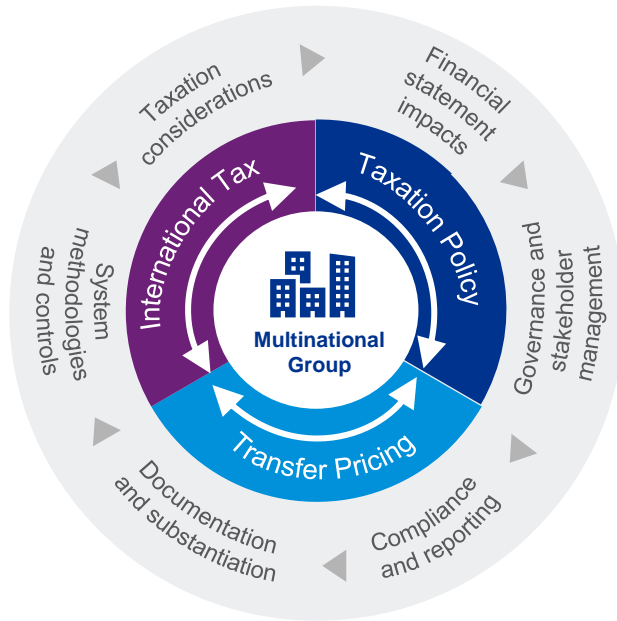 Taxation
considerations
Financial
statement
impacts
Governance and
stakeholder
management
Compliance
and reporting
Documentation
and substantiation
System
methodologies
and controls
International Tax
Taxation Policy
Transfer Pricing
Multinational
Group